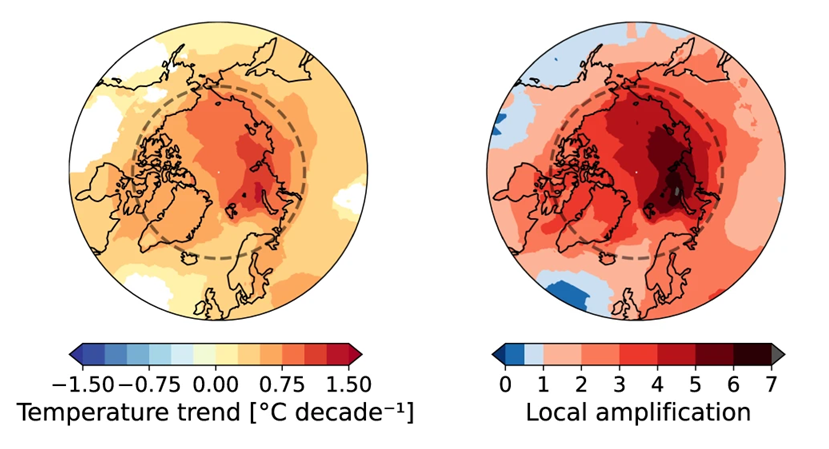 −1.50 −0.75 0.00 0.75 1.50
Temperature trend [°C decade⁻¹]
0 1 2 3 4 5 6 7
Local amplification